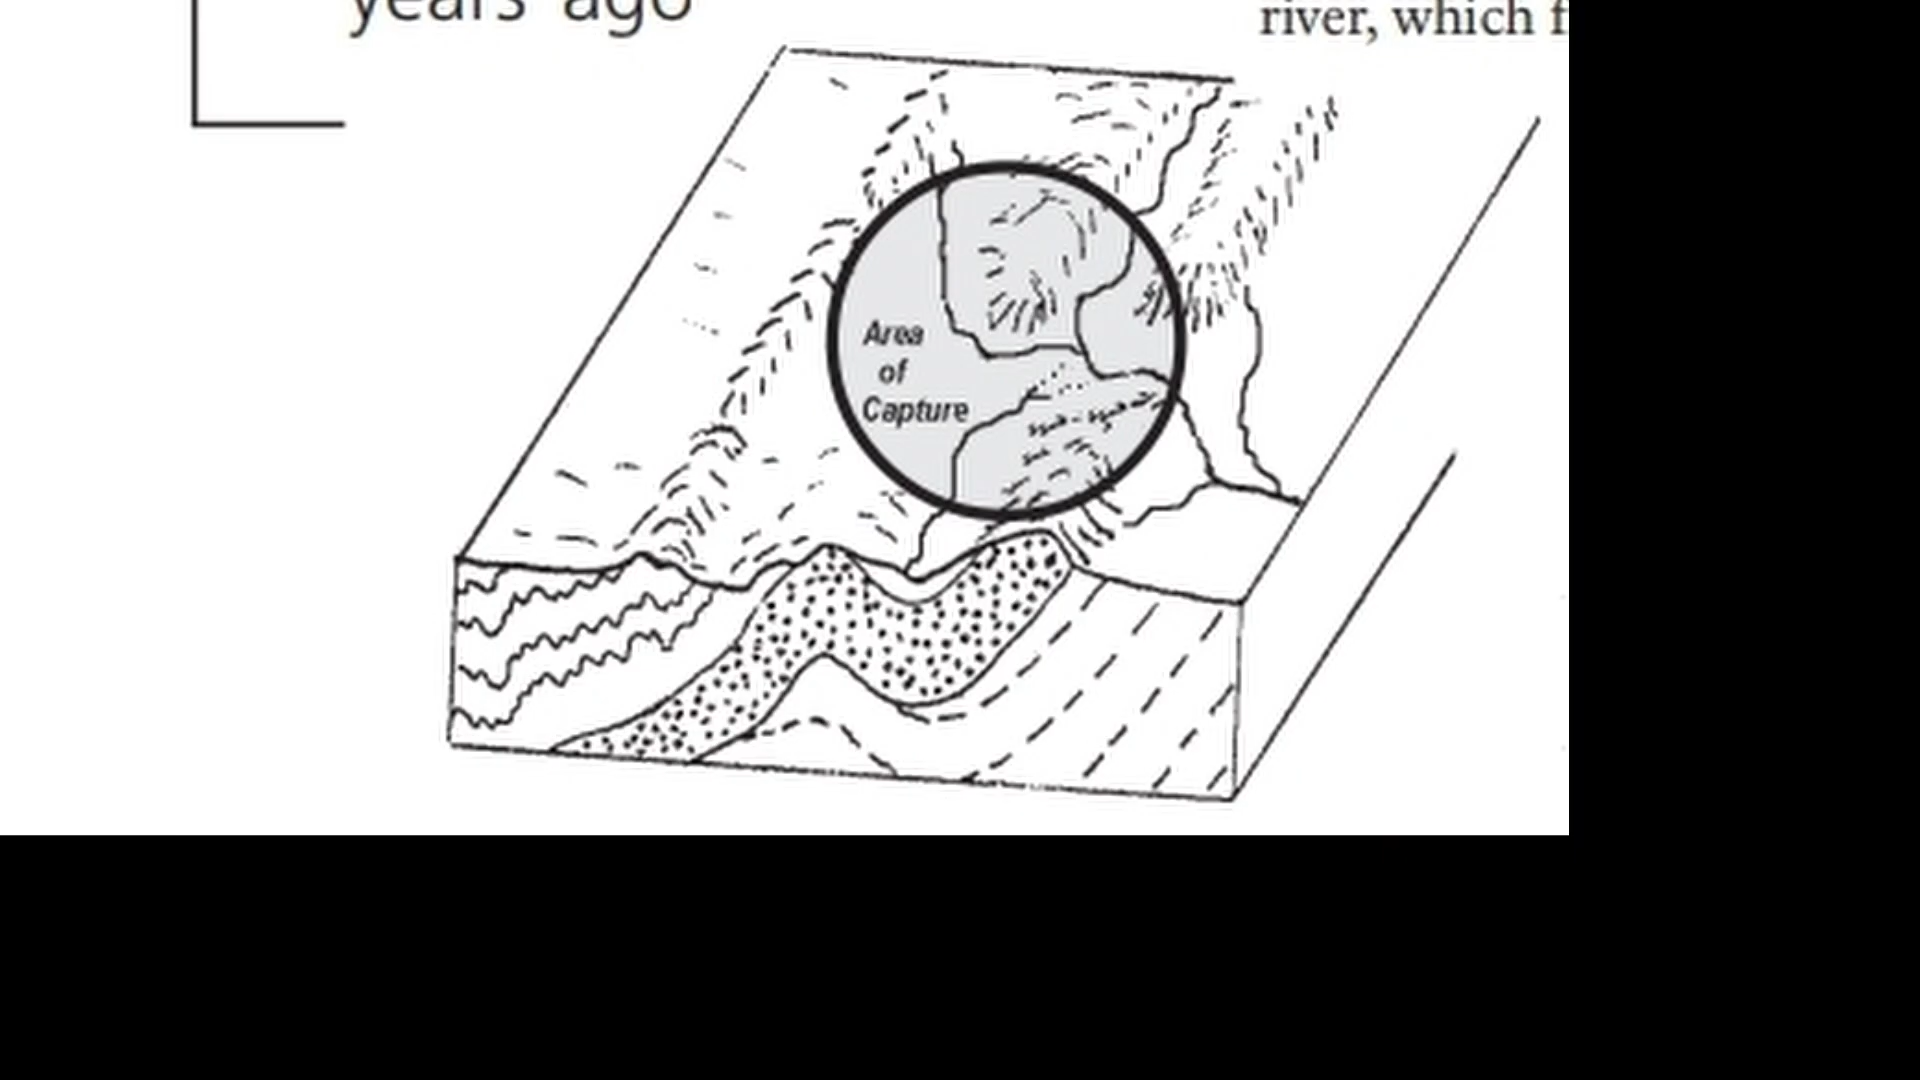 years ago
river, which f
Area
of
Capture